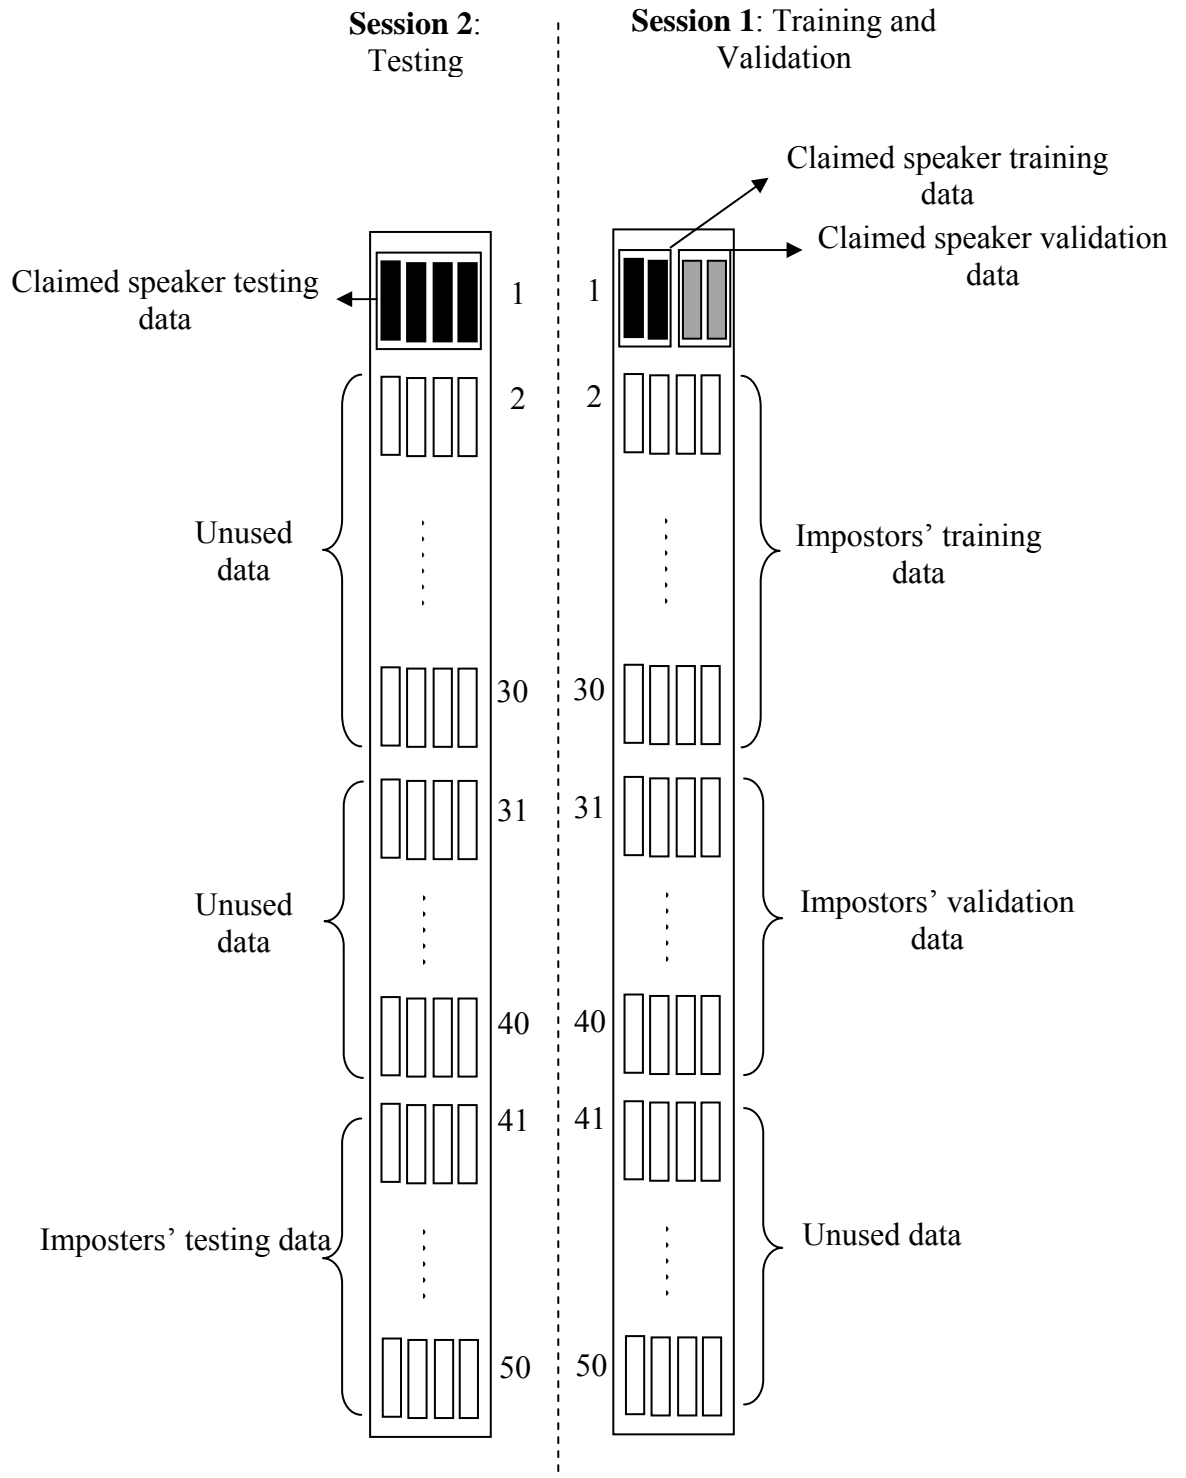 Session 2:
Testing
Session 1: Training and
Validation
Claimed speaker training
data
Claimed speaker validation
data
Claimed speaker testing
data
1
1
2
2
Unused
data
Impostors’ training
data
30
30
31
31
Unused
data
Impostors’ validation
data
40
40
41
41
Imposters’ testing data
Unused data
50
50